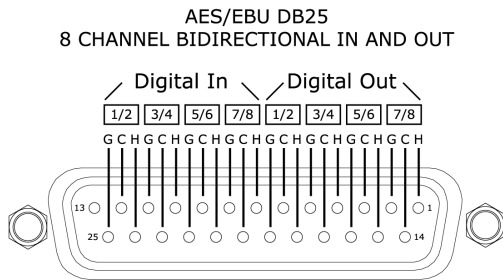 AES/EBU DB25
8 CHANNEL BIDIRECTIONAL IN AND OUT
Digital In Digital Out
1/2 3/4 5/6 7/8 1/2 3/4 5/6 7/8
G C H G C H G C H G C H G C H G C H G C H G C H
13 1
25 14